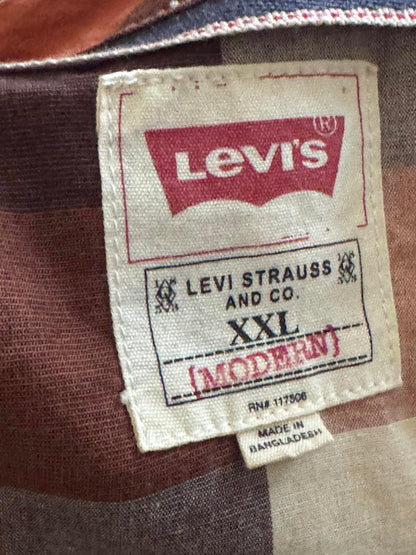 LEVI'S®
LEVI STRAUSS
AND CO.
XXL
[MODERN]
RN# 117506
MADE IN
BANGLADESH